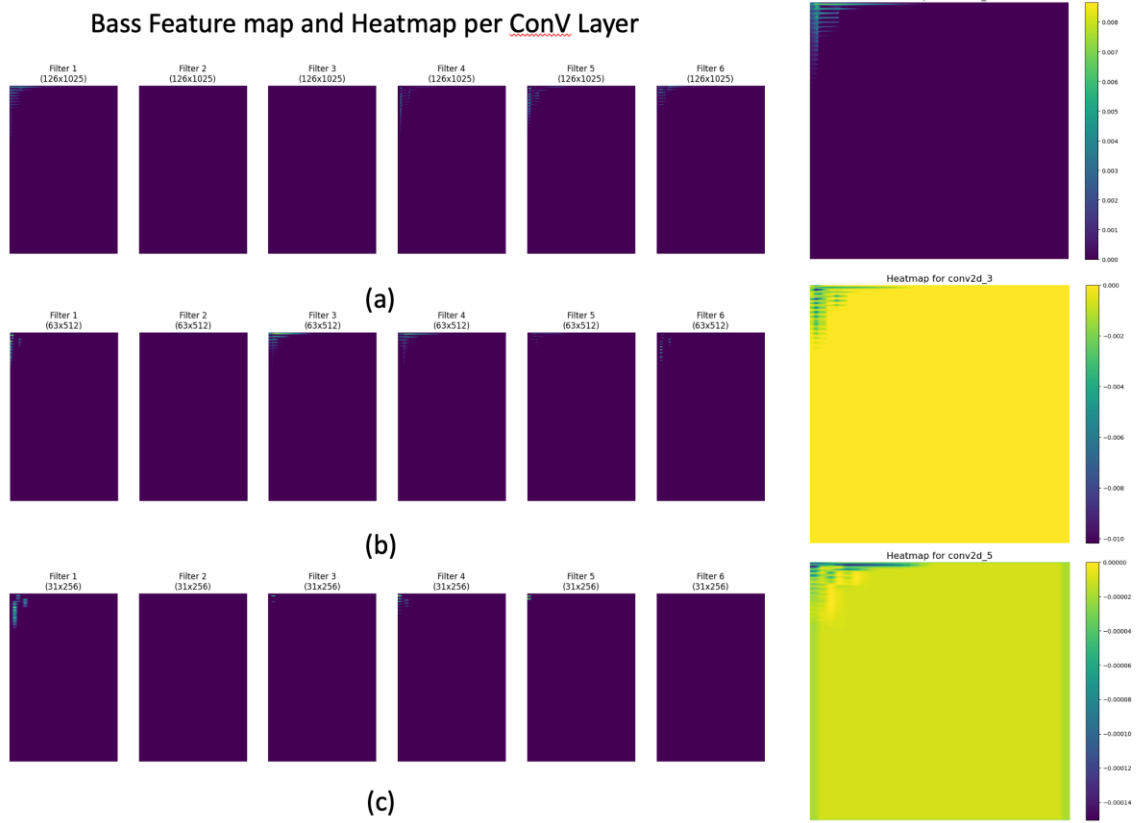 Bass Feature map and Heatmap per ConV Layer
Filter 1 Filter 2 Filter 3 Filter 4 Filter 5 Filter 6
(126x1025) (126x1025) (126x1025) (126x1025) (126x1025) (126x1025)
0.008
0.007
0.006
0.005
0.004
0.003
0.002
0.001
0.000
(a)
Filter 1 Filter 2 Filter 3 Filter 4 Filter 5 Filter 6
(63x512) (63x512) (63x512) (63x512) (63x512) (63x512)
Heatmap for conv2d_3
0.000
−0.002
−0.004
−0.006
−0.008
−0.010
(b)
Filter 1 Filter 2 Filter 3 Filter 4 Filter 5 Filter 6
(31x256) (31x256) (31x256) (31x256) (31x256) (31x256)
Heatmap for conv2d_5
0.00000
−0.00002
−0.00004
−0.00006
−0.00008
−0.00010
−0.00012
−0.00014
(c)